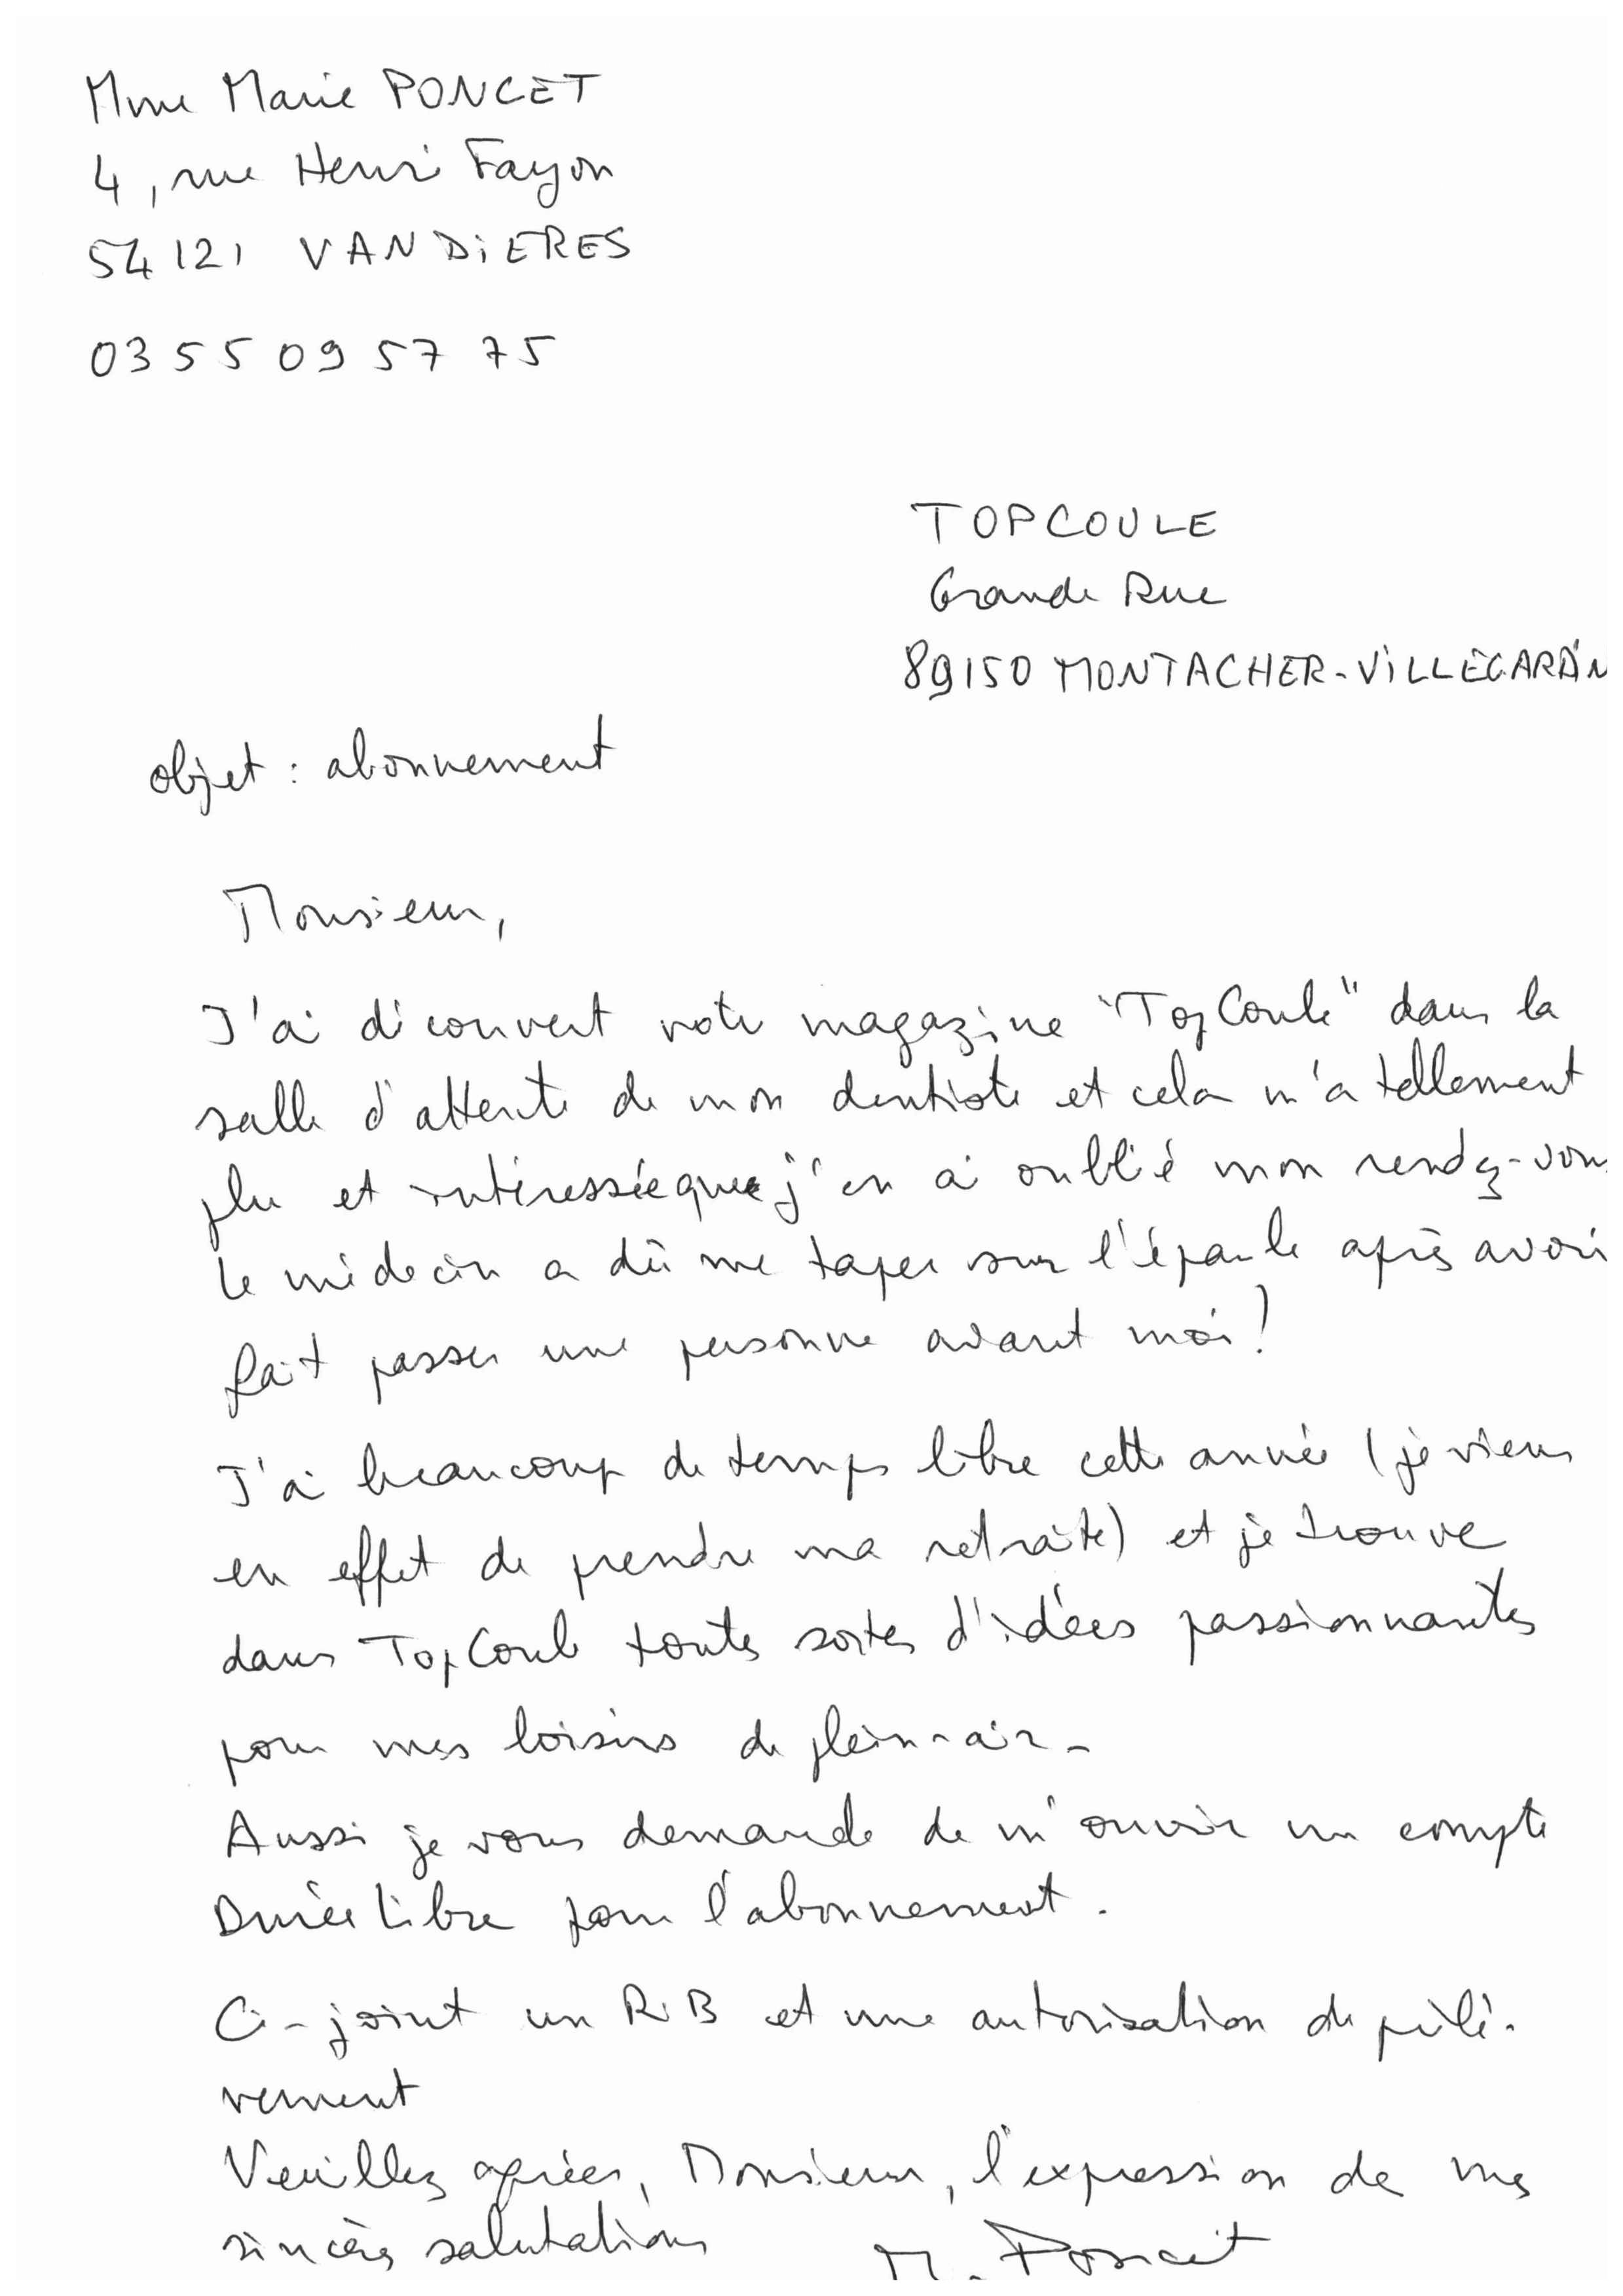 Mme Marie PONCET
4, rue Henri Fayon
54121 VANDIERES
03 55 09 57 75
TOPCOULE
Grande Rue
89150 MONTACHER-VILLEGARDIN
objet : abonnement
Monsieur,
J'ai découvert votre magazine "TopCoule" dans la
salle d'attente de mon dentiste et cela m'a tellement
plu et intéressée que j'en ai oublié mon rendez-vous
le médecin a dû me taper sur l'épaule après avoir
fait passer une personne avant moi !
J'ai beaucoup de temps libre cette année (je viens
en effet de prendre ma retraite) et je trouve
dans TopCoule toutes sortes d'idées passionnantes
pour mes loisirs de plein-air -
Aussi je vous demande de m'ouvrir un compte
DuréeLibre pour l'abonnement.
Ci-joint un RiB et une autorisation de prélè-
vement
Veuillez agréer, Monsieur, l'expression de mes
sincères salutations M. Poncet